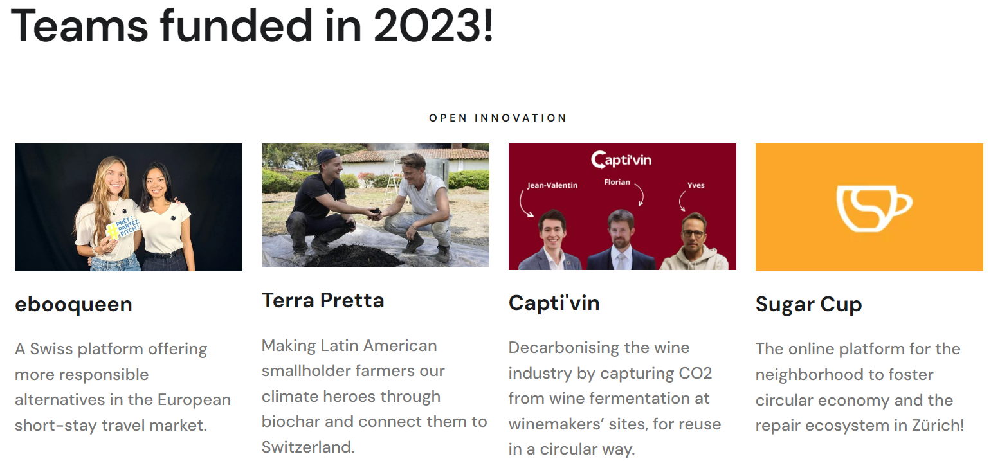 Teams funded in 2023!
OPEN INNOVATION
#PRÊT ?
PARTEZ,
PITCH !
Capti'vin
Jean-Valentin
Florian
Yves
ebooqueen
A Swiss platform offering
more responsible
alternatives in the European
short-stay travel market.
Terra Pretta
Making Latin American
smallholder farmers our
climate heroes through
biochar and connect them to
Switzerland.
Capti'vin
Decarbonising the wine
industry by capturing CO2
from wine fermentation at
winemakers’ sites, for reuse
in a circular way.
Sugar Cup
The online platform for the
neighborhood to foster
circular economy and the
repair ecosystem in Zürich!